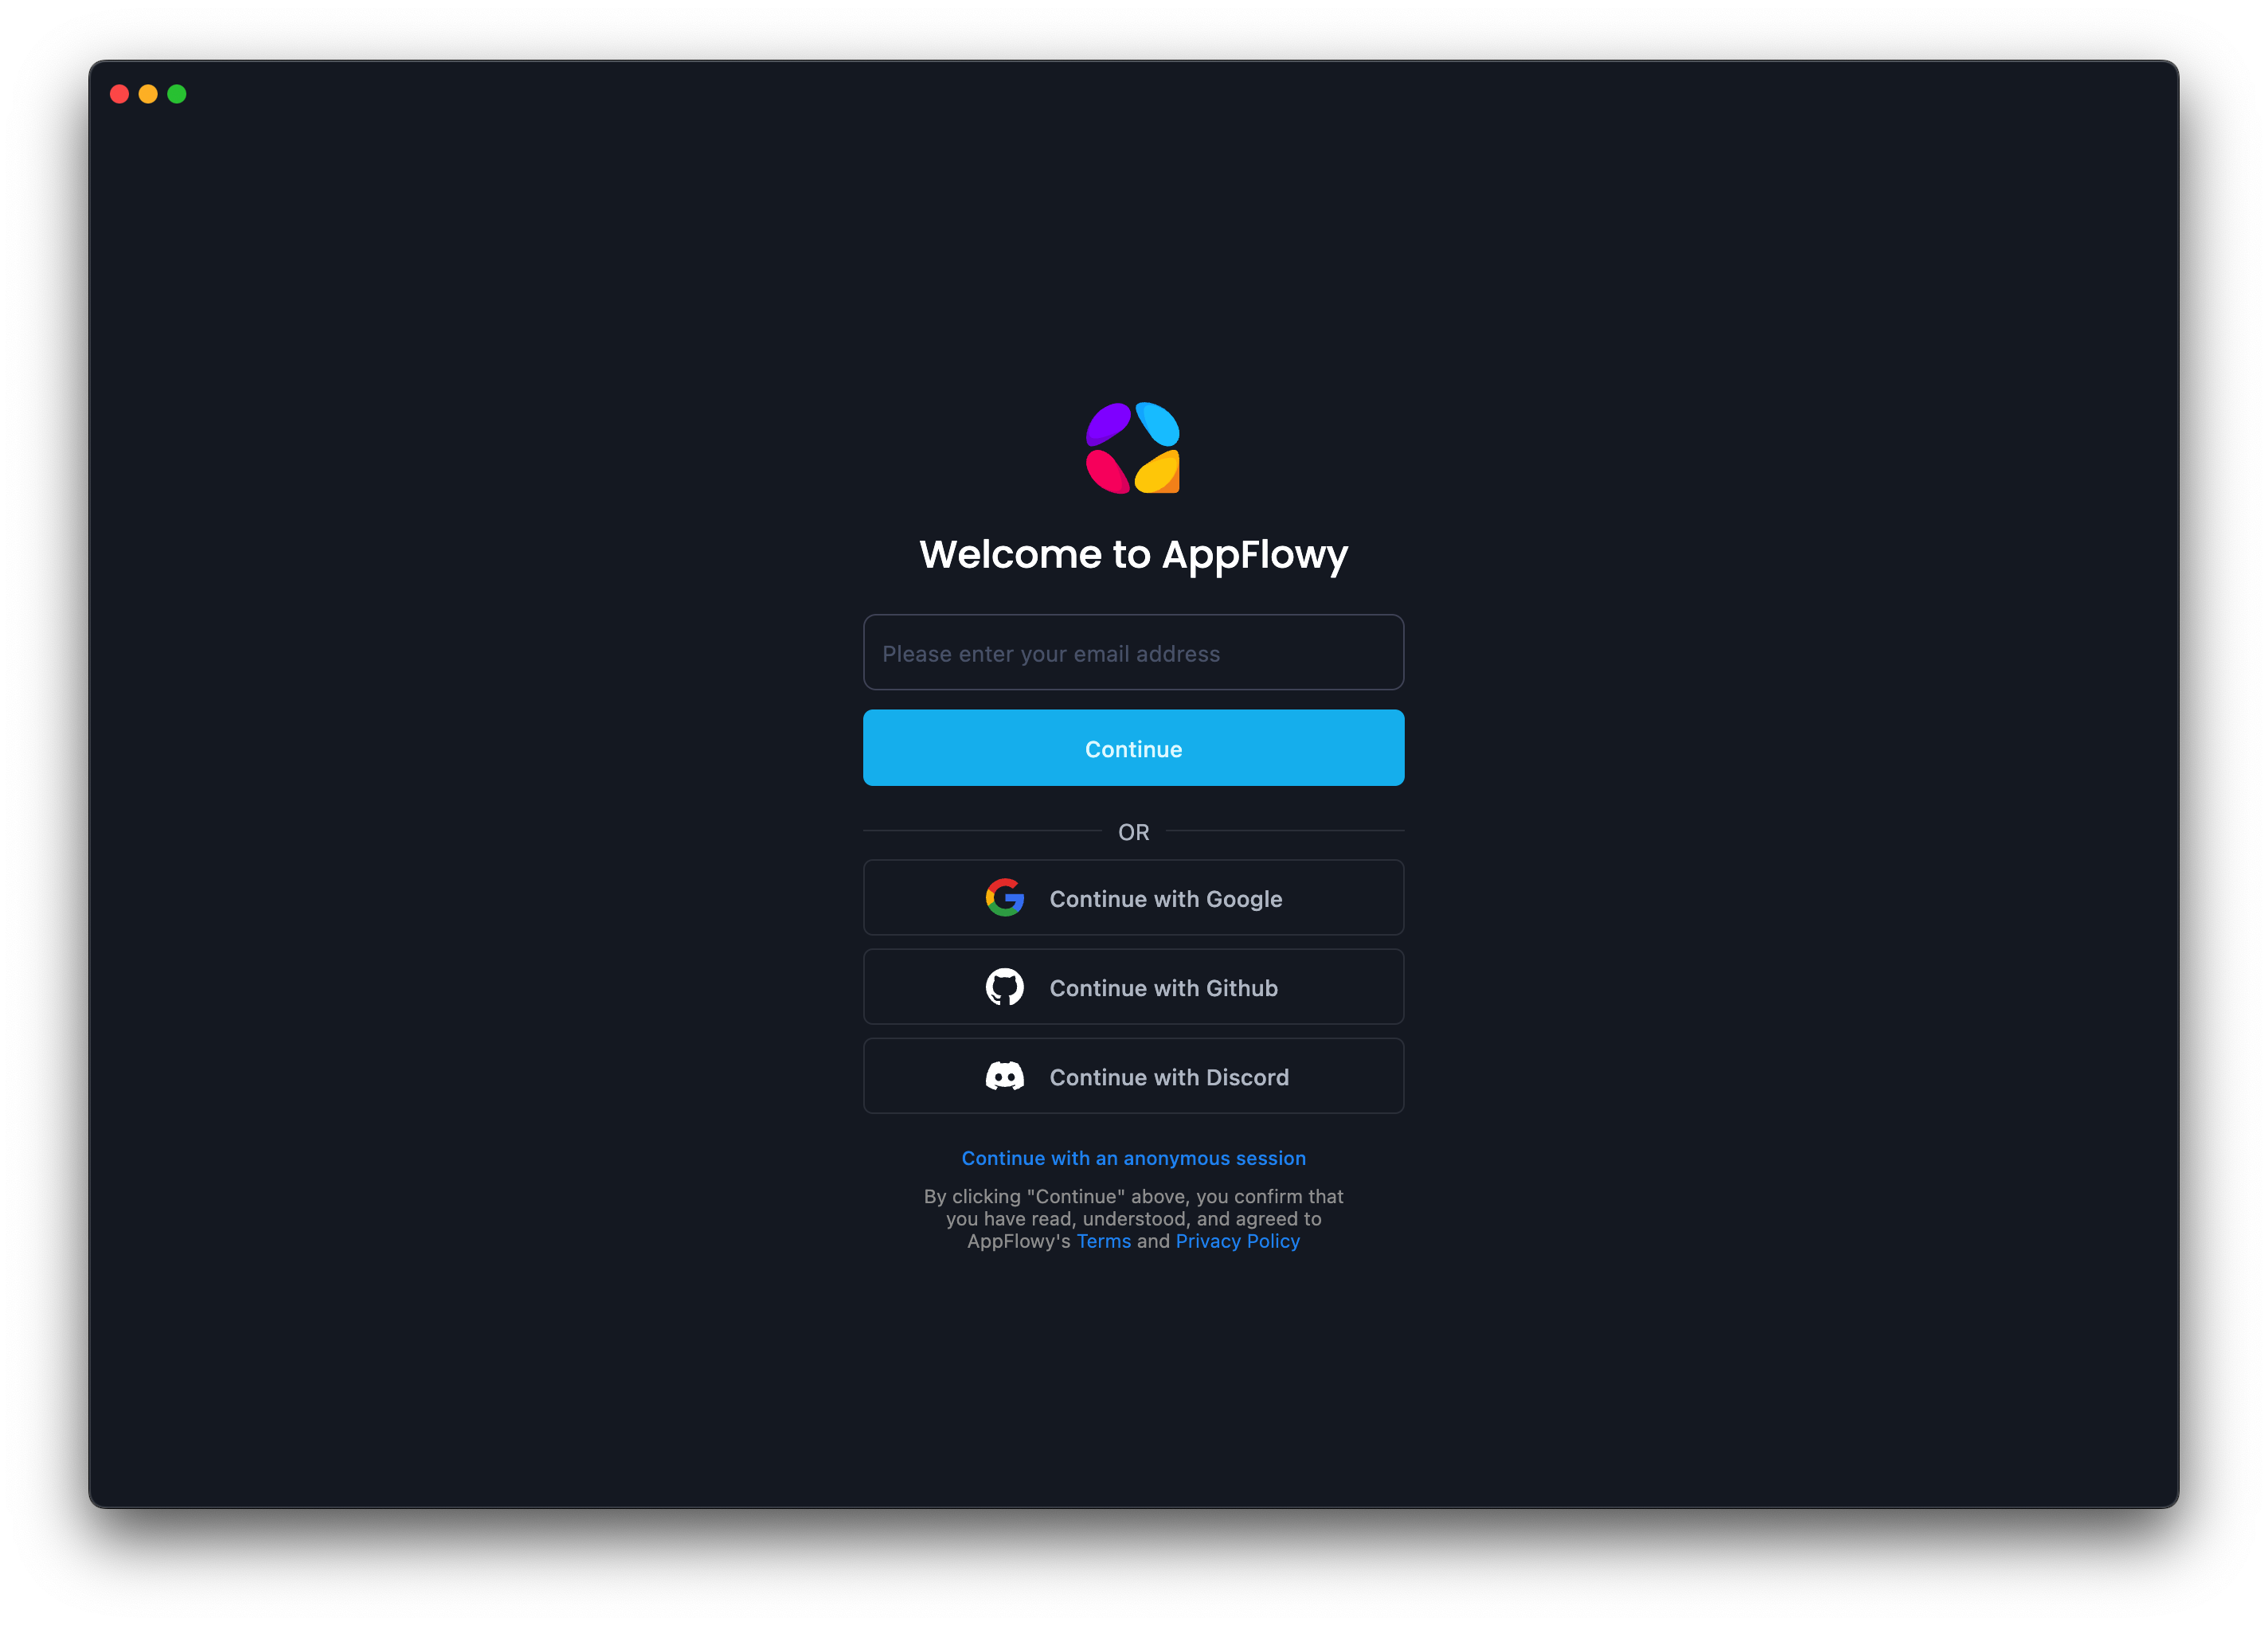 Welcome to AppFlowy
Please enter your email address
Continue
OR
Continue with Google
Continue with Github
Continue with Discord
Continue with an anonymous session
By clicking "Continue" above, you confirm that
you have read, understood, and agreed to
AppFlowy's Terms and Privacy Policy